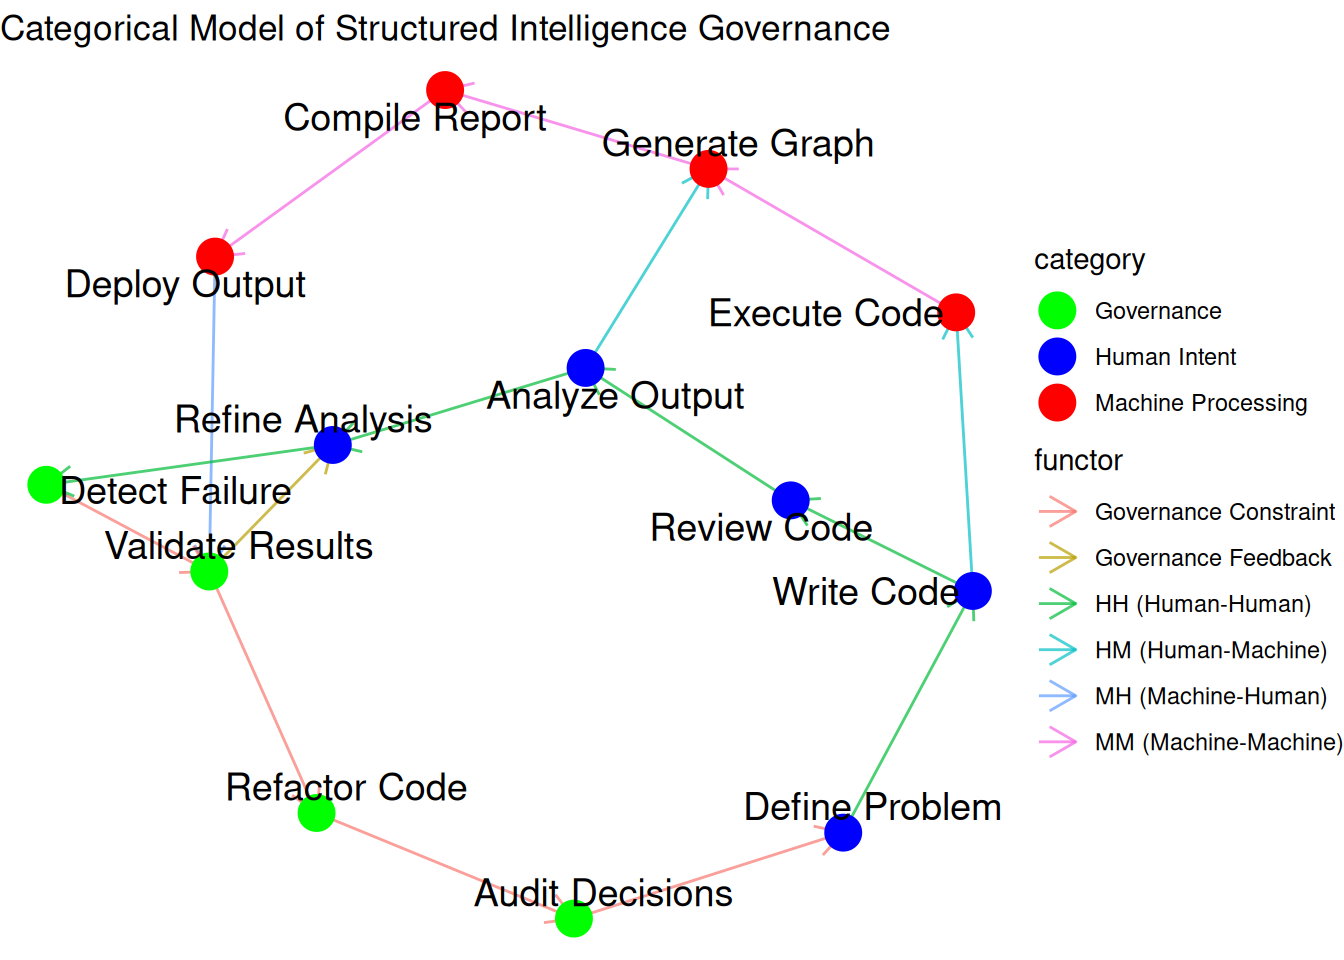 Categorical Model of Structured Intelligence Governance
Compile Report
Generate Graph
Deploy Output
Execute Code
Analyze Output
Refine Analysis
Detect Failure
Validate Results
Review Code
Write Code
Refactor Code
Define Problem
Audit Decisions
category
Governance
Human Intent
Machine Processing
functor
Governance Constraint
Governance Feedback
HH (Human-Human)
HM (Human-Machine)
MH (Machine-Human)
MM (Machine-Machine)